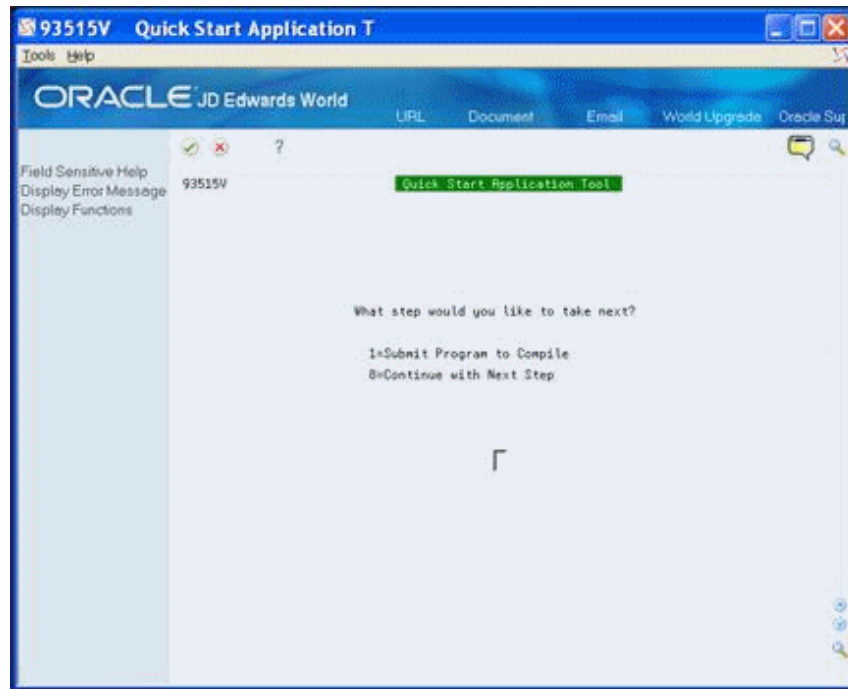 93515V Quick Start Application T
Tools Help
ORACLE JD Edwards World
URL Document Email World Upgrade Oracle Sup
?
Field Sensitive Help
Display Error Message
Display Functions
93515V Quick Start Application Tool
What step would you like to take next?
1=Submit Program to Compile
8=Continue with Next Step